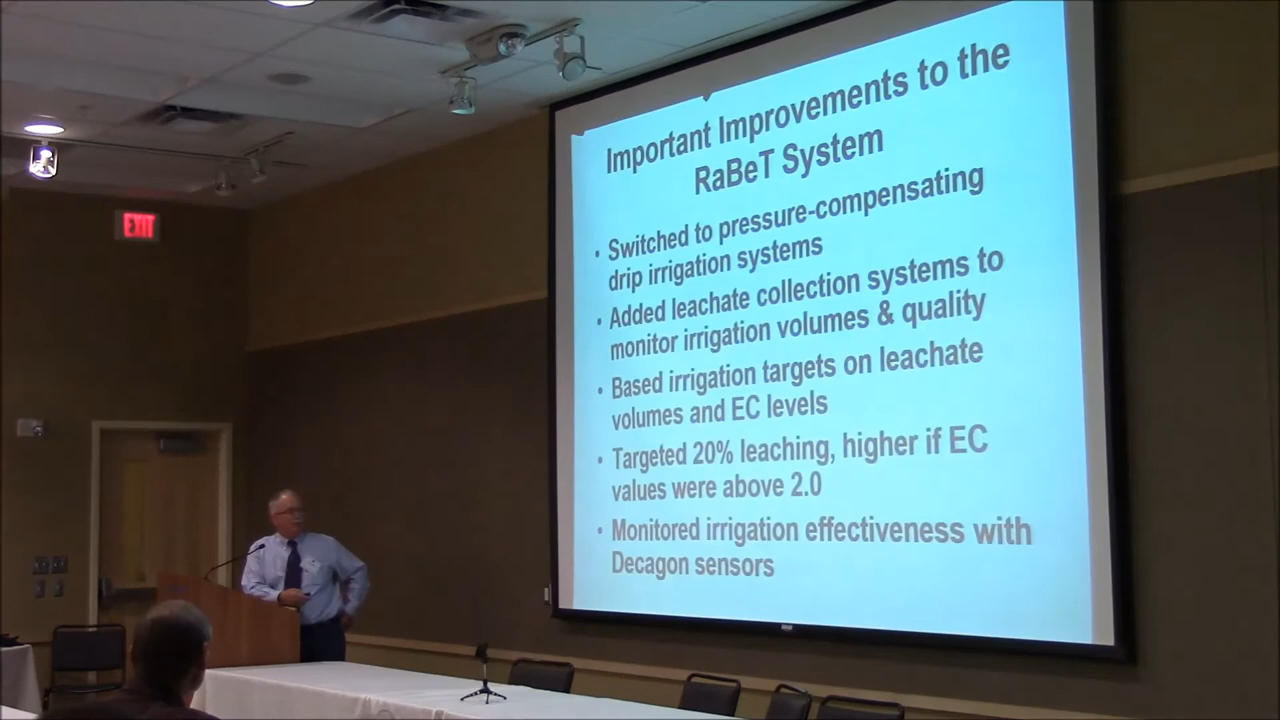 EXIT
Important Improvements to the
RaBeT System
• Switched to pressure-compensating
drip irrigation systems
• Added leachate collection systems to
monitor irrigation volumes & quality
• Based irrigation targets on leachate
volumes and EC levels
• Targeted 20% leaching, higher if EC
values were above 2.0
• Monitored irrigation effectiveness with
Decagon sensors